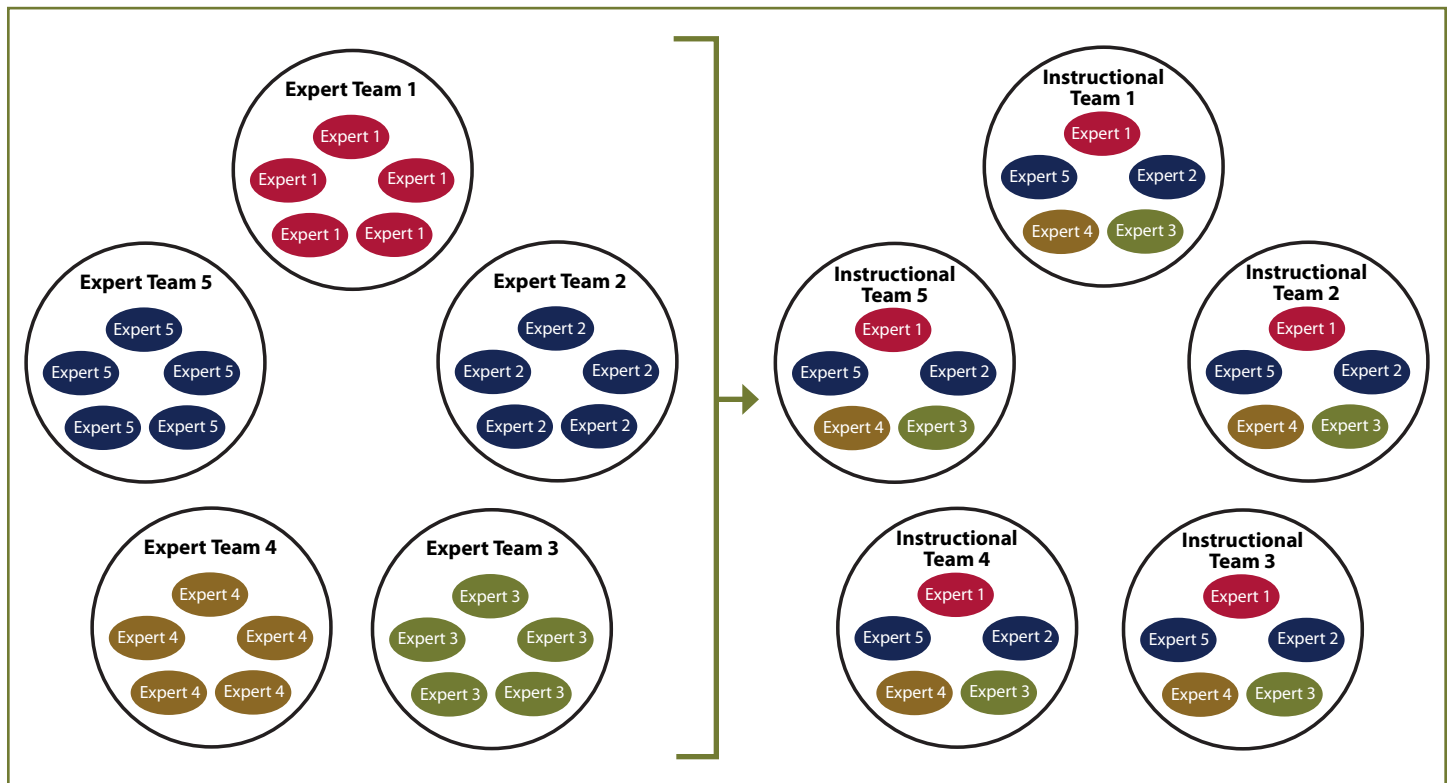 Expert Team 1
Expert 1
Expert 1
Expert 1
Expert 1
Expert 1
Expert Team 5
Expert 5
Expert 5
Expert 5
Expert 5
Expert 5
Expert Team 2
Expert 2
Expert 2
Expert 2
Expert 2
Expert 2
Expert Team 4
Expert 4
Expert 4
Expert 4
Expert 4
Expert 4
Expert Team 3
Expert 3
Expert 3
Expert 3
Expert 3
Expert 3
Instructional
Team 1
Expert 1
Expert 5
Expert 2
Expert 4
Expert 3
Instructional
Team 5
Expert 1
Expert 5
Expert 2
Expert 4
Expert 3
Instructional
Team 2
Expert 1
Expert 5
Expert 2
Expert 4
Expert 3
Instructional
Team 4
Expert 1
Expert 5
Expert 2
Expert 4
Expert 3
Instructional
Team 3
Expert 1
Expert 5
Expert 2
Expert 4
Expert 3